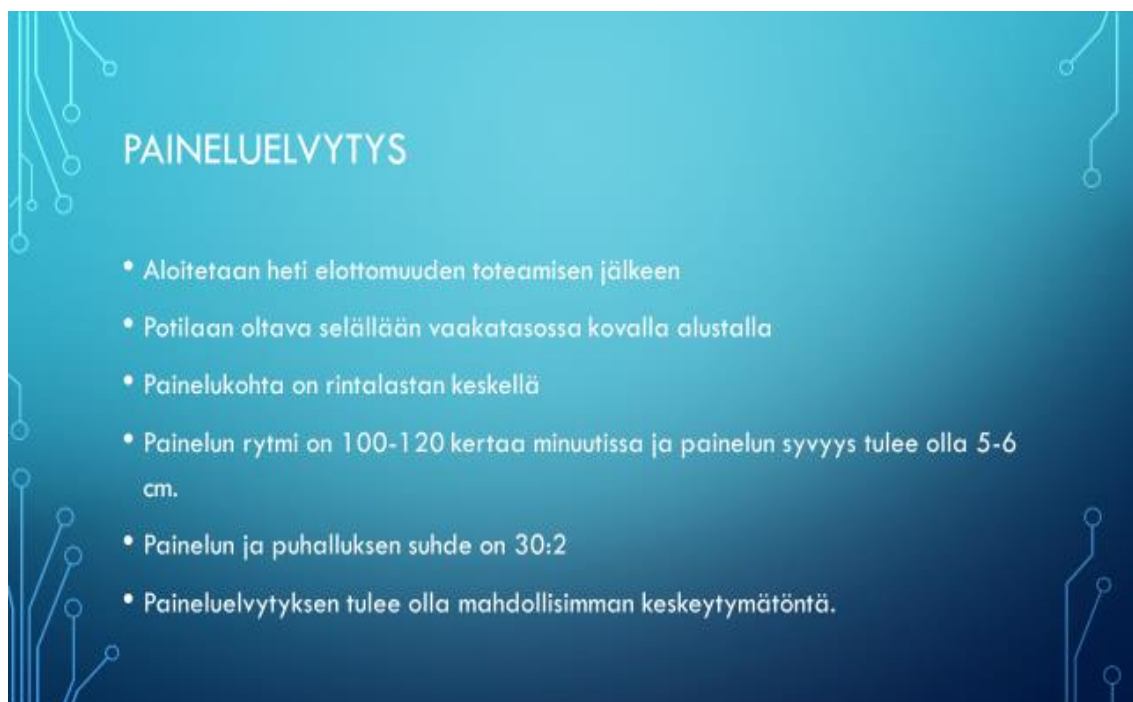 PAINELUELVYTYS
• Aloitetaan heti elottomuuden toteamisen jälkeen
• Potilaan oltava selällään vaakatasossa kovalla alustalla
• Painelukohta on rintalastan keskellä
• Painelun rytmi on 100-120 kertaa minuutissa ja painelun syvyys tulee olla 5-6
cm.
• Painelun ja puhalluksen suhde on 30:2
• Paineluelvytyksen tulee olla mahdollisimman keskeytymätöntä.